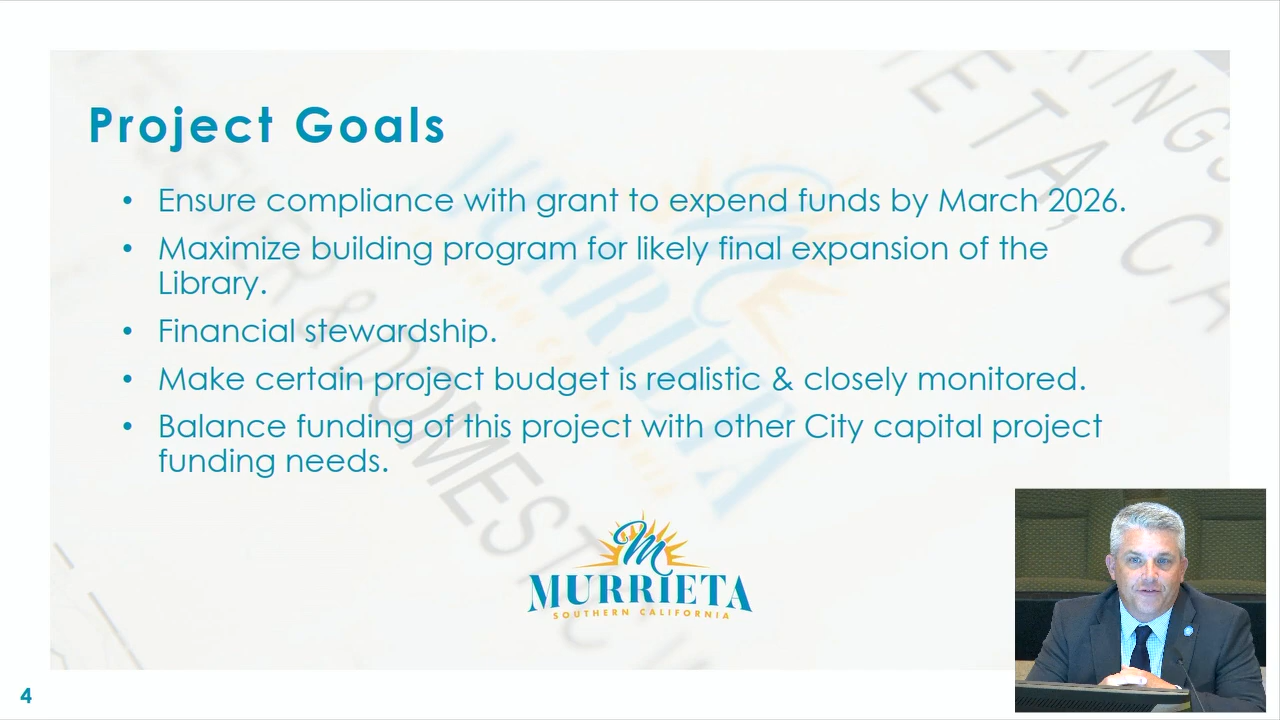 Project Goals
• Ensure compliance with grant to expend funds by March 2026.
• Maximize building program for likely final expansion of the
Library.
• Financial stewardship.
• Make certain project budget is realistic & closely monitored.
• Balance funding of this project with other City capital project
funding needs.
M
MURRIETA
SOUTHERN CALIFORNIA
4